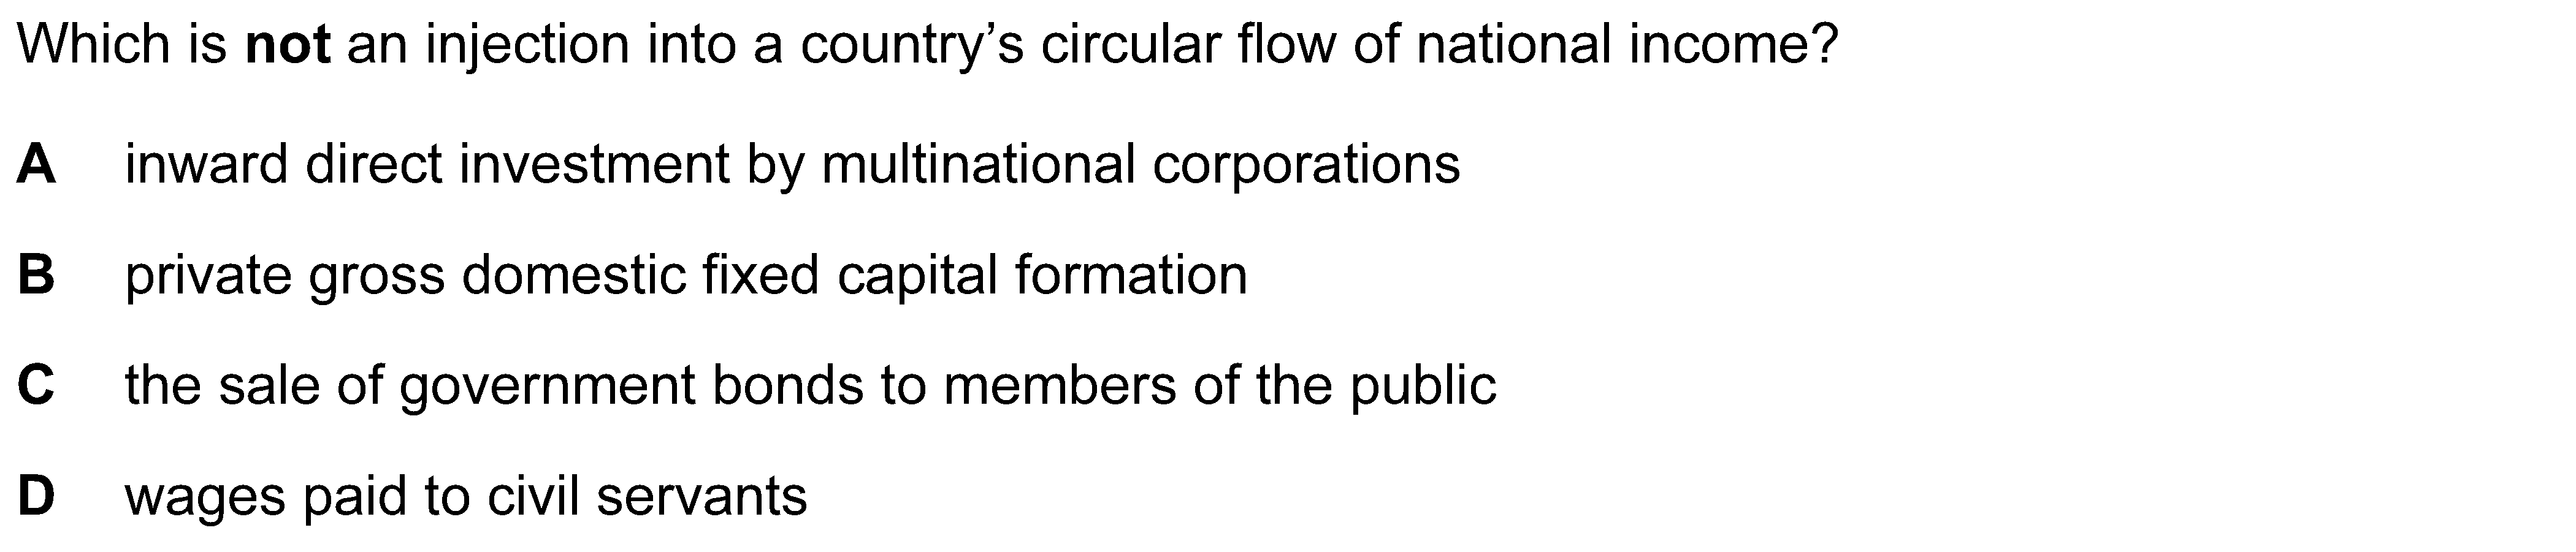 Which is not an injection into a country’s circular flow of national income?
A inward direct investment by multinational corporations
B private gross domestic fixed capital formation
C the sale of government bonds to members of the public
D wages paid to civil servants